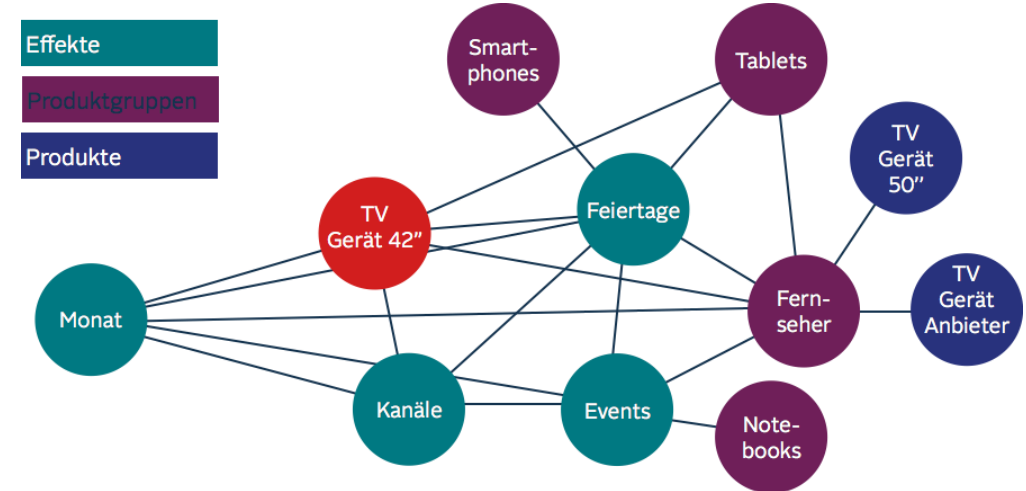 Effekte
Produktgruppen
Produkte
Smart-
phones
Tablets
TV
Gerät
50’’
TV
Gerät 42”
Feiertage
Monat
Fern-
seher
TV
Gerät
Anbieter
Kanäle
Events
Note-
books